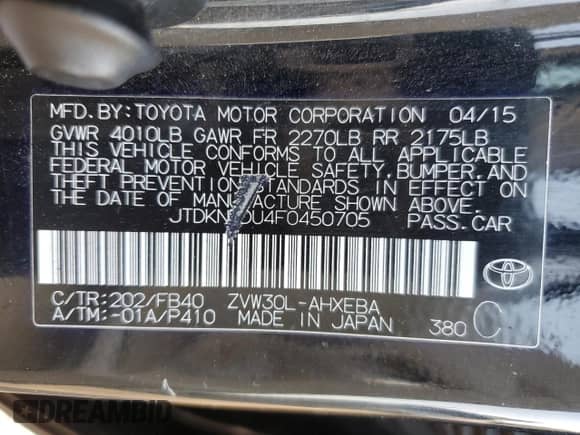 MFD.BY:TOYOTA MOTOR CORPORATION 04/15
GVWR 4010LB GAWR FR 2270LB RR 2175LB
THIS VEHICLE CONFORMS TO ALL APPLICABLE
FEDERAL MOTOR VEHICLE SAFETY,BUMPER,AND
THEFT PREVENTION STANDARDS IN EFFECT ON
THE DATE OF MANUFACTURE SHOWN ABOVE.
PASS.CAR
C/TR:202/FB40 ZVW30L-AHXEBA
A/TM:-01A/P410 MADE IN JAPAN 380 C
DREAMBID